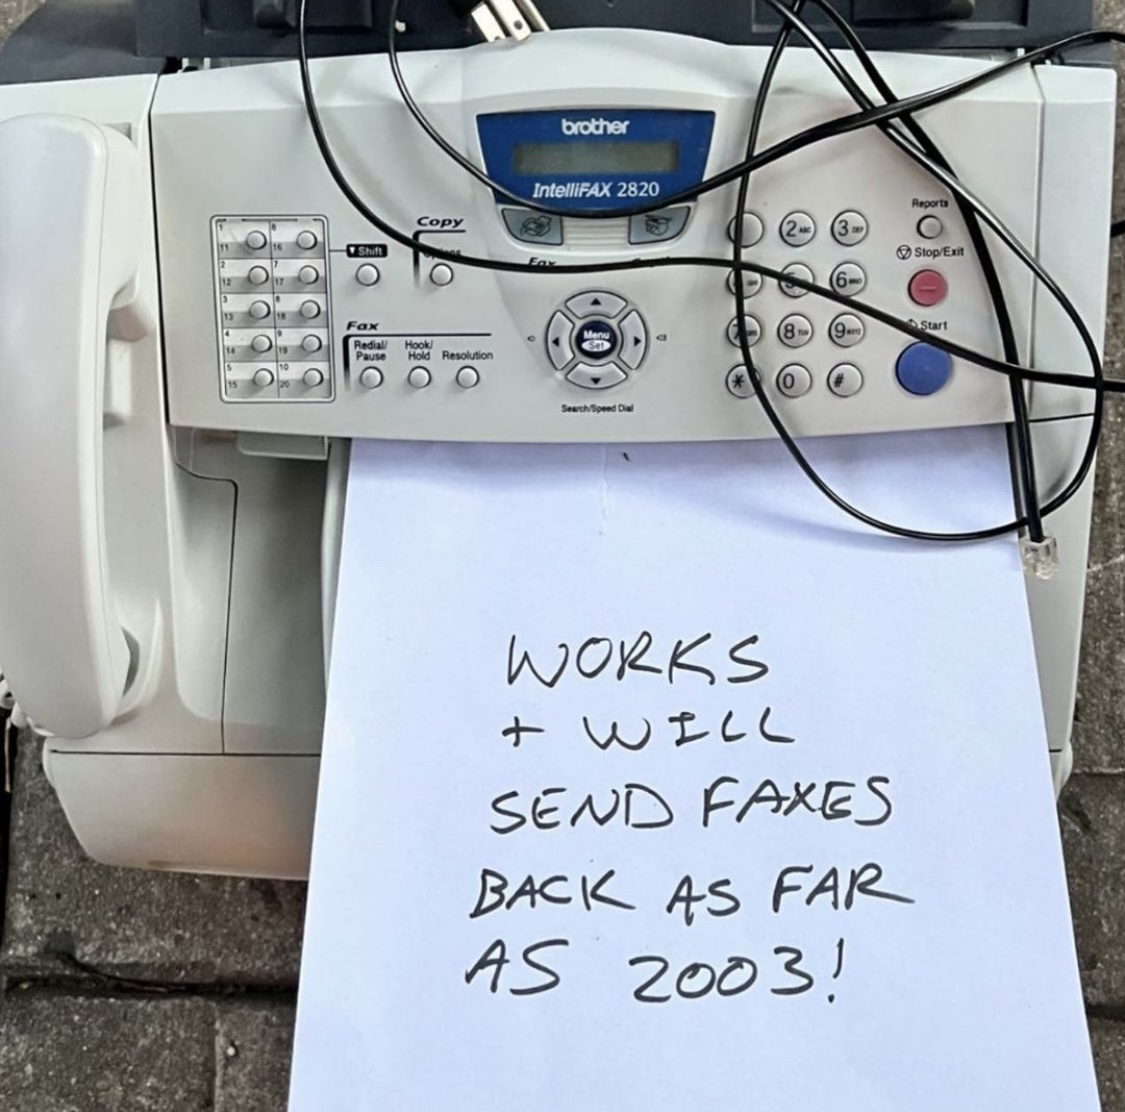 brother
IntelliFAX 2820
Copy
Reports
Stop/Exit
Shift
Fax
Start
Fax
Redial/
Pause
Hook/
Hold
Resolution
Menu
Set
Search/Speed Dial
1 6
11 16
2 7
12 17
3 8
13 18
4 9
14 19
5 10
15 20
2 ABC 3 DEF
5 6
7 8 TUV 9 WXYZ
* 0 #
WORKS
+ WILL
SEND FAXES
BACK AS FAR
AS 2003!